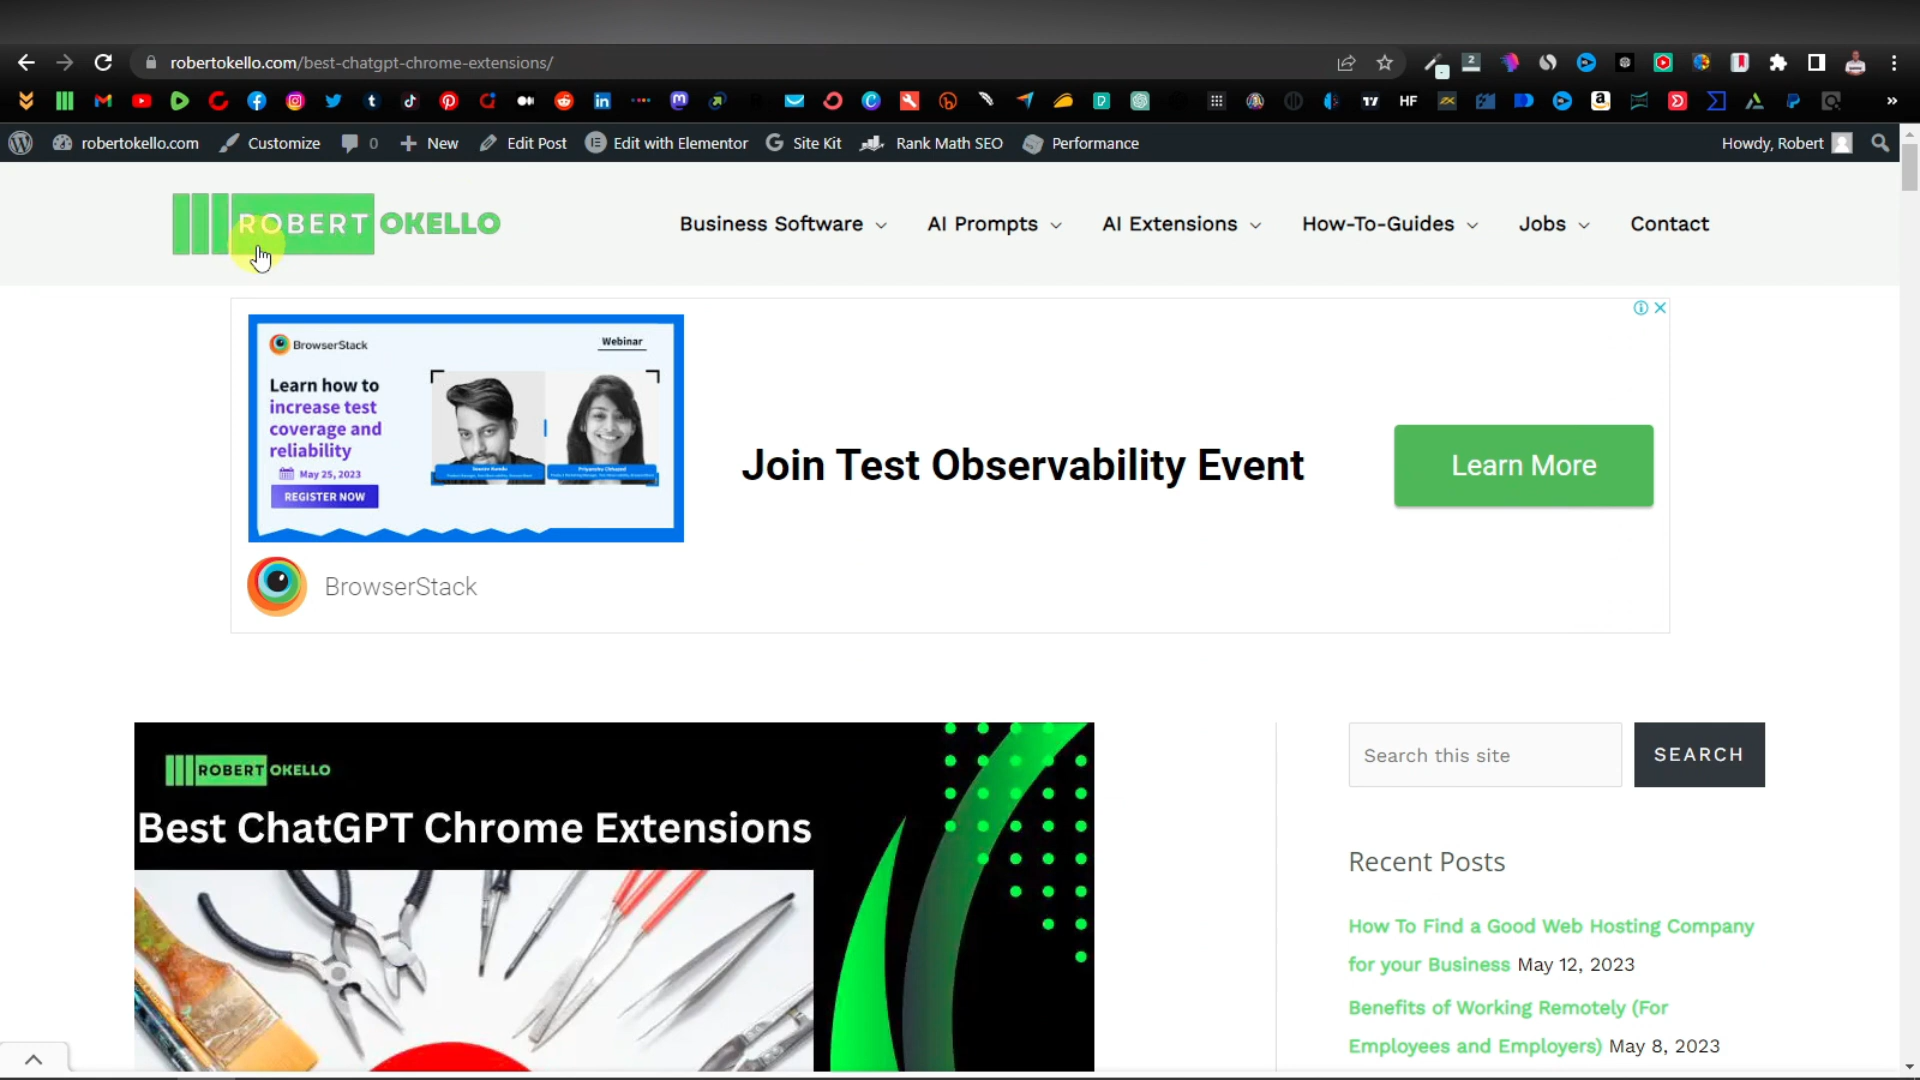 robertokello.com/best-chatgpt-chrome-extensions/
robertokello.com Customize 0 New Edit Post Edit with Elementor Site Kit Rank Math SEO Performance Howdy, Robert
ROBERT OKELLO
Business Software AI Prompts AI Extensions How-To-Guides Jobs Contact
BrowserStack
Webinar
Learn how to
increase test
coverage and
reliability
May 25, 2023
REGISTER NOW
Join Test Observability Event
Learn More
BrowserStack
ROBERT OKELLO
Best ChatGPT Chrome Extensions
Search this site
SEARCH
Recent Posts
How To Find a Good Web Hosting Company
for your Business May 12, 2023
Benefits of Working Remotely (For
Employees and Employers) May 8, 2023